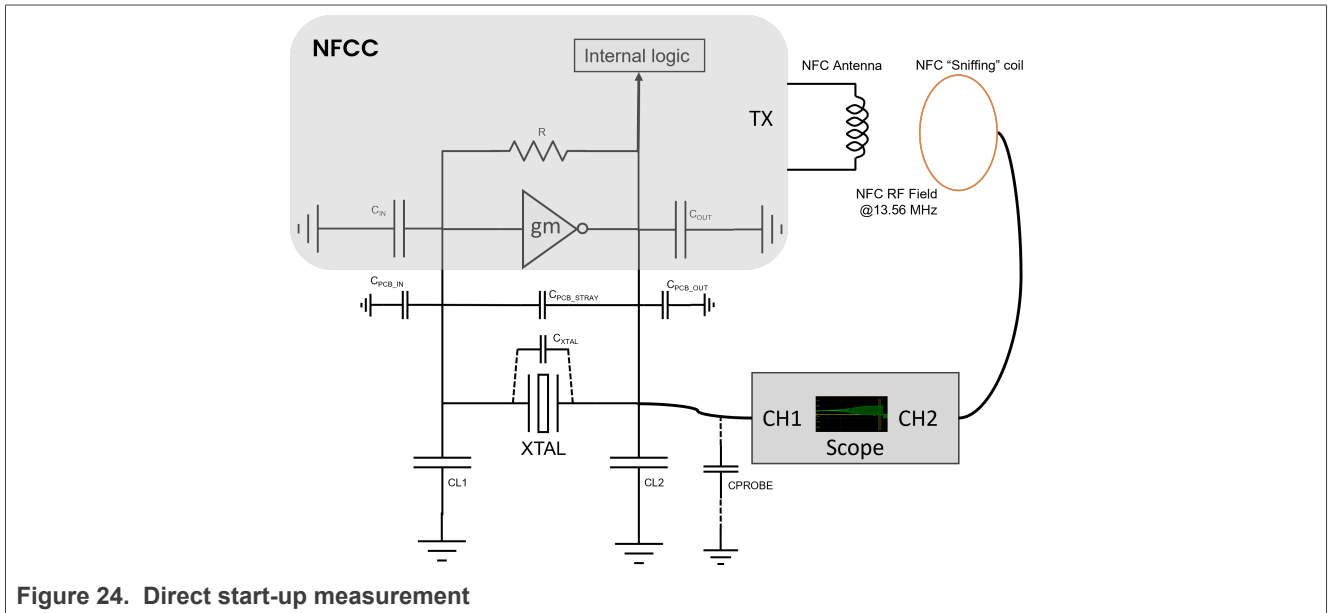 NFCC
Internal logic
NFC Antenna
NFC “Sniffing” coil
TX
R
CIN
gm
COUT
NFC RF Field
@13.56 MHz
CPCB_IN
CPCB_STRAY
CPCB_OUT
CXTAL
XTAL
CH1
CH2
Scope
CL1
CL2
CPROBE
Figure 24. Direct start-up measurement